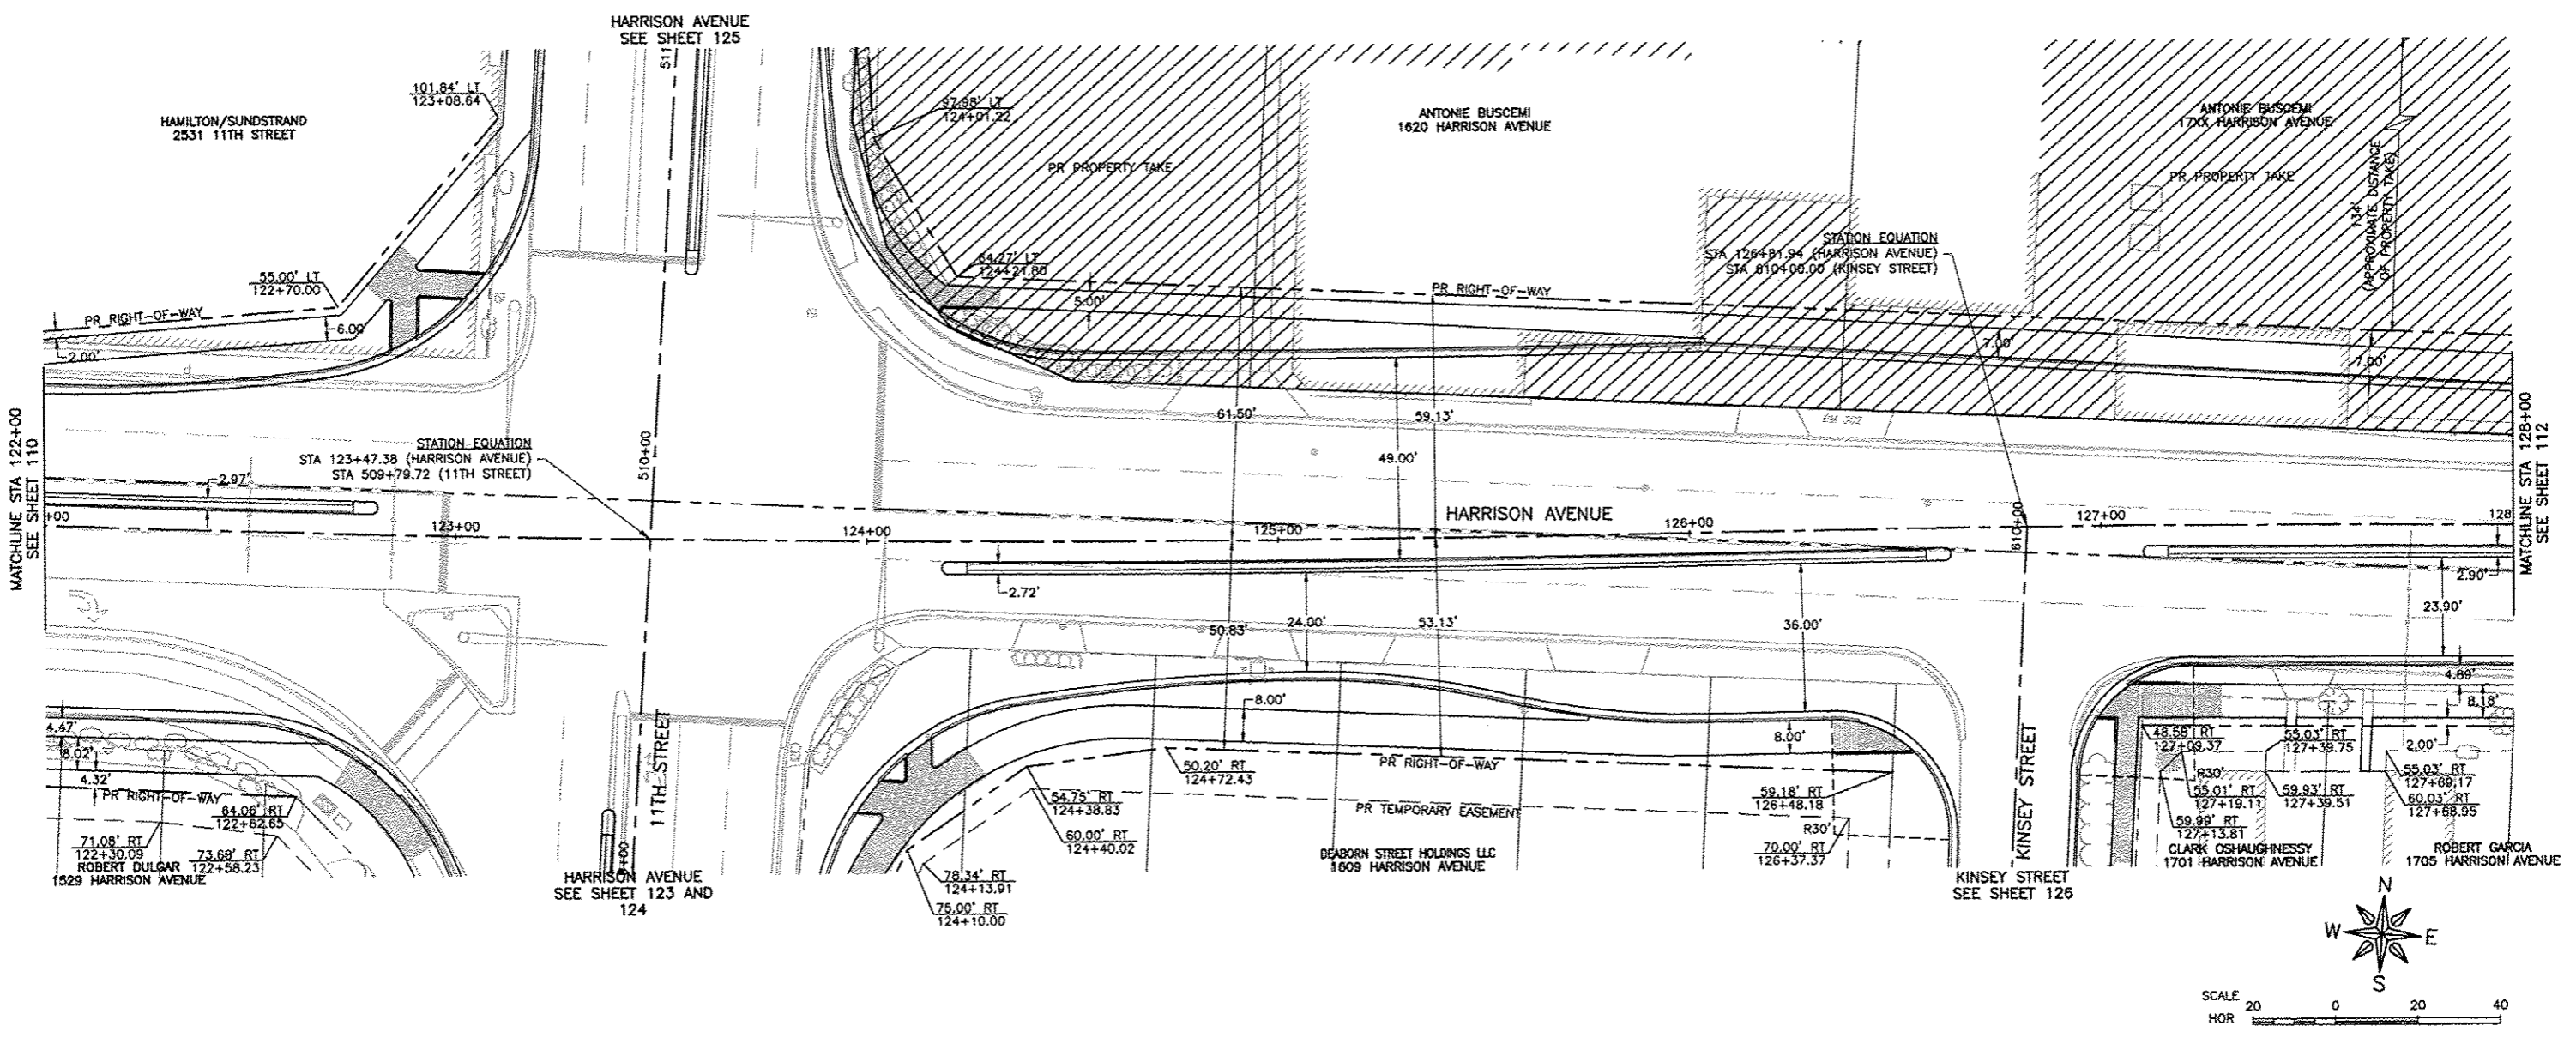 HARRISON AVENUE
SEE SHEET 125
511
101.84' LT
123+08.64
HAMILTON/SUNDSTRAND
2531 11TH STREET
97.98' LT
124+01.22
PR PROPERTY TAKE
ANTONIE BUSCEMI
1620 HARRISON AVENUE
ANTONIE BUSCEMI
17XX HARRISON AVENUE
PR PROPERTY TAKE
134'
(APPROXIMATE DISTANCE
OF PROPERTY TAKE)
55.00' LT
122+70.00
PR RIGHT-OF-WAY
6.00'
2.00'
64.27' LT
124+21.80
5.00'
PR RIGHT-OF-WAY
STATION EQUATION
STA 126+81.94 (HARRISON AVENUE)
STA 610+00.00 (KINSEY STREET)
7.00'
7.00'
MATCHLINE STA 122+00
SEE SHEET 110
61.50'
59.13'
49.00'
MATCHLINE STA 128+00
SEE SHEET 112
STATION EQUATION
STA 123+47.38 (HARRISON AVENUE)
STA 509+79.72 (11TH STREET)
510+00
2.97'
+00
123+00
124+00
125+00
HARRISON AVENUE
126+00
610+00
127+00
128
2.72'
2.90'
50.83'
24.00'
53.13'
36.00'
23.90'
4.89'
8.18'
4.47'
8.02'
4.32'
PR RIGHT-OF-WAY
64.06' RT
122+62.65
71.08' RT
122+30.09
73.68' RT
122+58.23
ROBERT DULGAR
1529 HARRISON AVENUE
11TH STREET
+00
HARRISON AVENUE
SEE SHEET 123 AND
124
8.00'
50.20' RT
124+72.43
PR RIGHT-OF-WAY
8.00'
54.75' RT
124+38.83
60.00' RT
124+40.02
PR TEMPORARY EASEMENT
59.18' RT
126+48.18
R30'
70.00' RT
126+37.37
DEABORN STREET HOLDINGS LLC
1609 HARRISON AVENUE
78.34' RT
124+13.91
75.00' RT
124+10.00
KINSEY STREET
KINSEY STREET
SEE SHEET 126
48.58' RT
127+09.37
55.03' RT
127+39.75
2.00'
R30'
55.01' RT
127+19.11
59.93' RT
127+39.51
55.03' RT
127+69.17
60.03' RT
127+68.95
59.99' RT
127+13.81
CLARK OSHAUGHNESSY
1701 HARRISON AVENUE
ROBERT GARCIA
1705 HARRISON AVENUE
N
W
E
S
SCALE
HOR
20
0
20
40